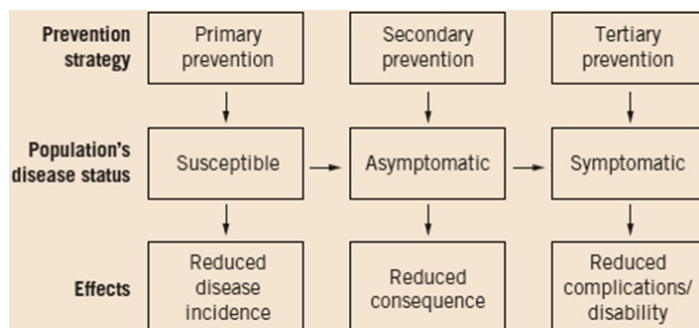 Prevention
strategy
Primary
prevention
Secondary
prevention
Tertiary
prevention
Population's
disease status
Susceptible
Asymptomatic
Symptomatic
Effects
Reduced
disease
incidence
Reduced
consequence
Reduced
complications/
disability